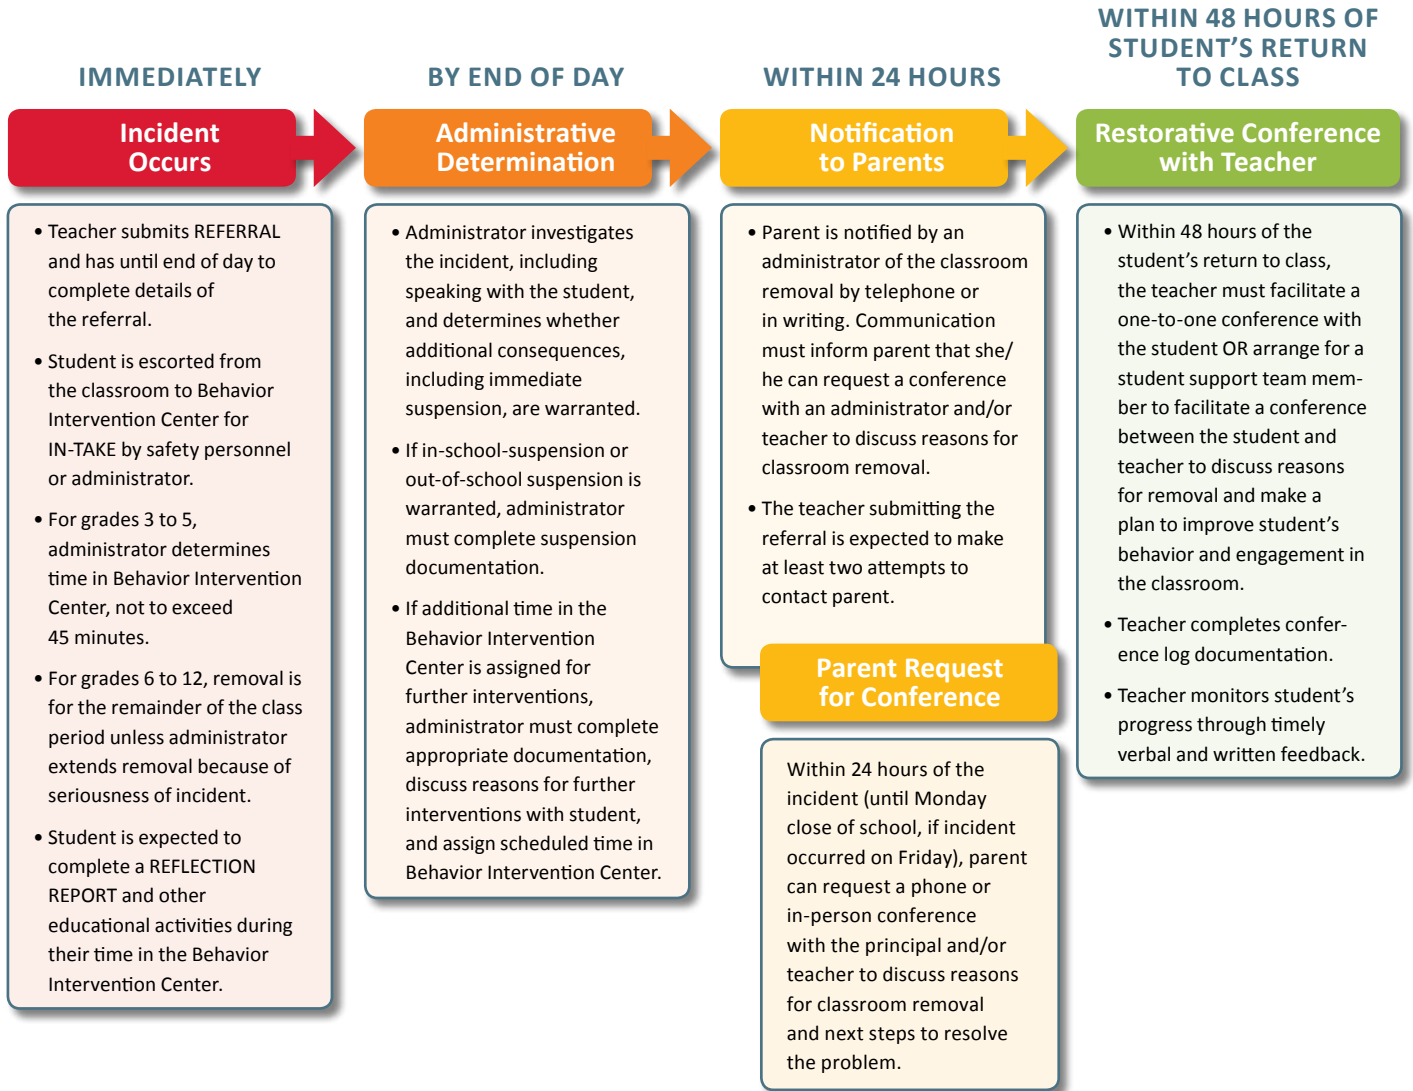 IMMEDIATELY
Incident
Occurs
• Teacher submits REFERRAL
and has until end of day to
complete details of
the referral.
• Student is escorted from
the classroom to Behavior
Intervention Center for
IN-TAKE by safety personnel
or administrator.
• For grades 3 to 5,
administrator determines
time in Behavior Intervention
Center, not to exceed
45 minutes.
• For grades 6 to 12, removal is
for the remainder of the class
period unless administrator
extends removal because of
seriousness of incident.
• Student is expected to
complete a REFLECTION
REPORT and other
educational activities during
their time in the Behavior
Intervention Center.
BY END OF DAY
Administrative
Determination
• Administrator investigates
the incident, including
speaking with the student,
and determines whether
additional consequences,
including immediate
suspension, are warranted.
• If in-school-suspension or
out-of-school suspension is
warranted, administrator
must complete suspension
documentation.
• If additional time in the
Behavior Intervention
Center is assigned for
further interventions,
administrator must complete
appropriate documentation,
discuss reasons for further
interventions with student,
and assign scheduled time in
Behavior Intervention Center.
WITHIN 24 HOURS
Notification
to Parents
• Parent is notified by an
administrator of the classroom
removal by telephone or
in writing. Communication
must inform parent that she/
he can request a conference
with an administrator and/or
teacher to discuss reasons for
classroom removal.
• The teacher submitting the
referral is expected to make
at least two attempts to
contact parent.
Parent Request
for Conference
Within 24 hours of the
incident (until Monday
close of school, if incident
occurred on Friday), parent
can request a phone or
in-person conference
with the principal and/or
teacher to discuss reasons
for classroom removal
and next steps to resolve
the problem.
WITHIN 48 HOURS OF
STUDENT’S RETURN
TO CLASS
Restorative Conference
with Teacher
• Within 48 hours of the
student’s return to class,
the teacher must facilitate a
one-to-one conference with
the student OR arrange for a
student support team mem-
ber to facilitate a conference
between the student and
teacher to discuss reasons
for removal and make a
plan to improve student’s
behavior and engagement in
the classroom.
• Teacher completes confer-
ence log documentation.
• Teacher monitors student’s
progress through timely
verbal and written feedback.